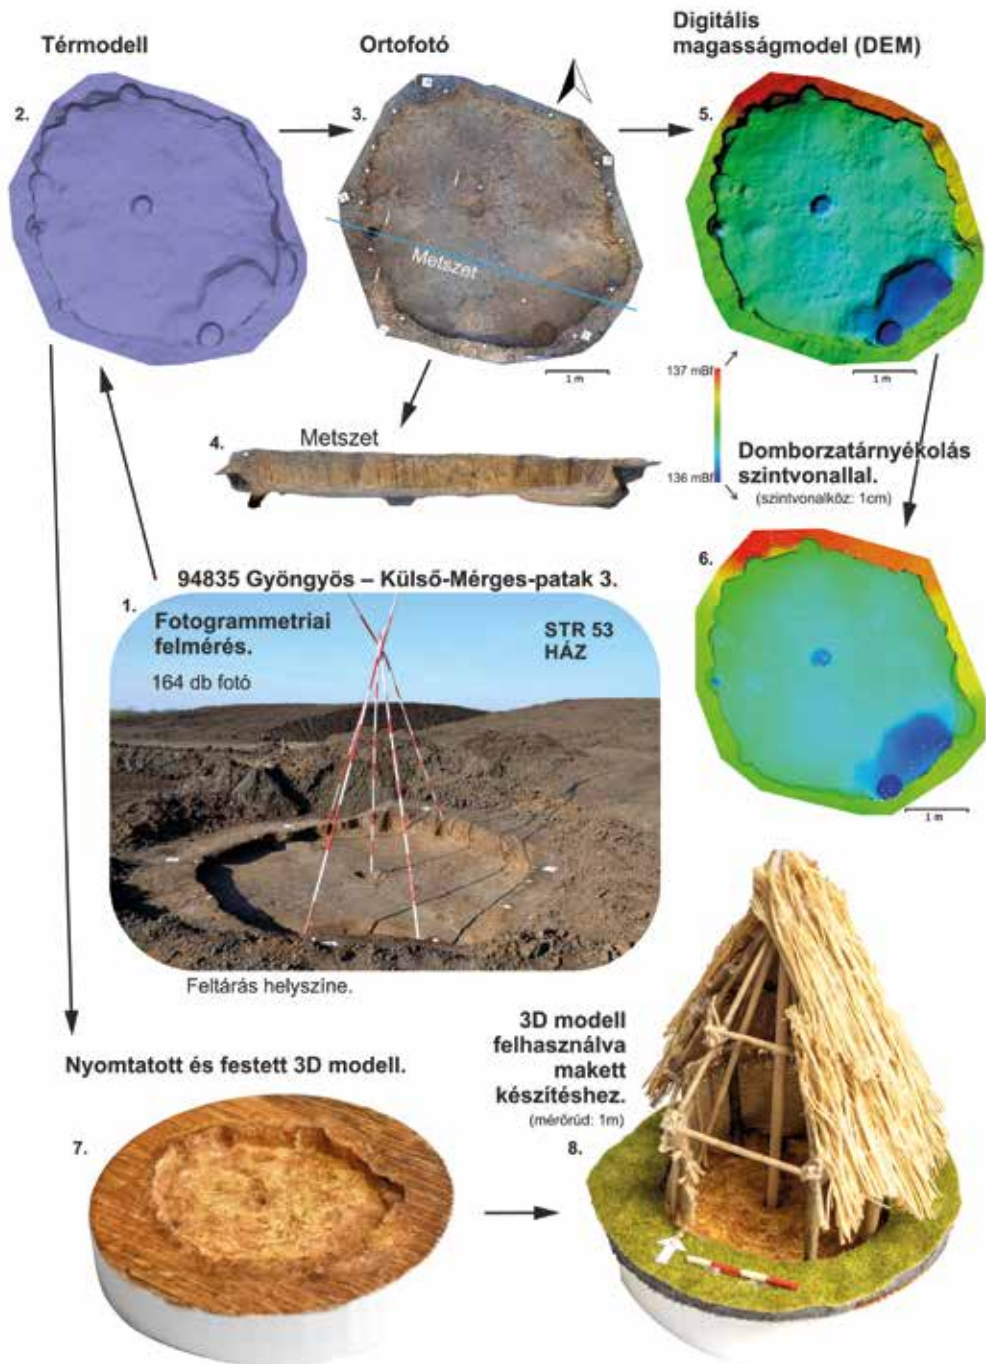 Térmodell
Ortofotó
Digitális
magasságmodel (DEM)
2.
3.
5.
Metszet
1 m
137 mBf
136 mBf
1 m
4.
Metszet
Domborzatárnyékolás
szintvonallal.
(szintvonalköz: 1cm)
6.
1 m
94835 Gyöngyös – Külső-Mérges-patak 3.
1.
Fotogrammetriai
felmérés.
164 db fotó
STR 53
HÁZ
Feltárás helyszíne.
Nyomtatott és festett 3D modell.
7.
3D modell
felhasználva
makett
készítéshez.
(mérőrúd: 1m)
8.